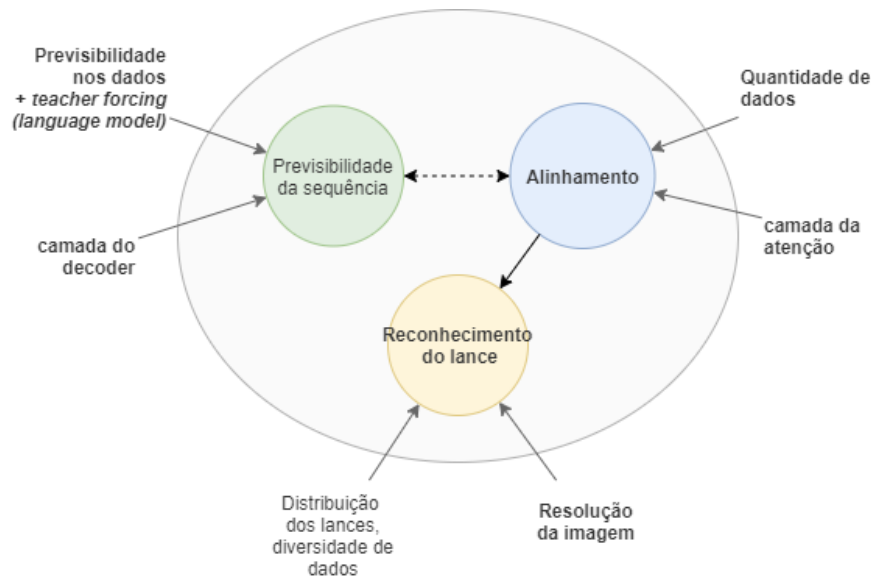 Previsibilidade
nos dados
+ teacher forcing
(language model)
Quantidade de
dados
Previsibilidade
da sequência
Alinhamento
camada do
decoder
camada da
atenção
Reconhecimento
do lance
Distribuição
dos lances,
diversidade de
dados
Resolução
da imagem